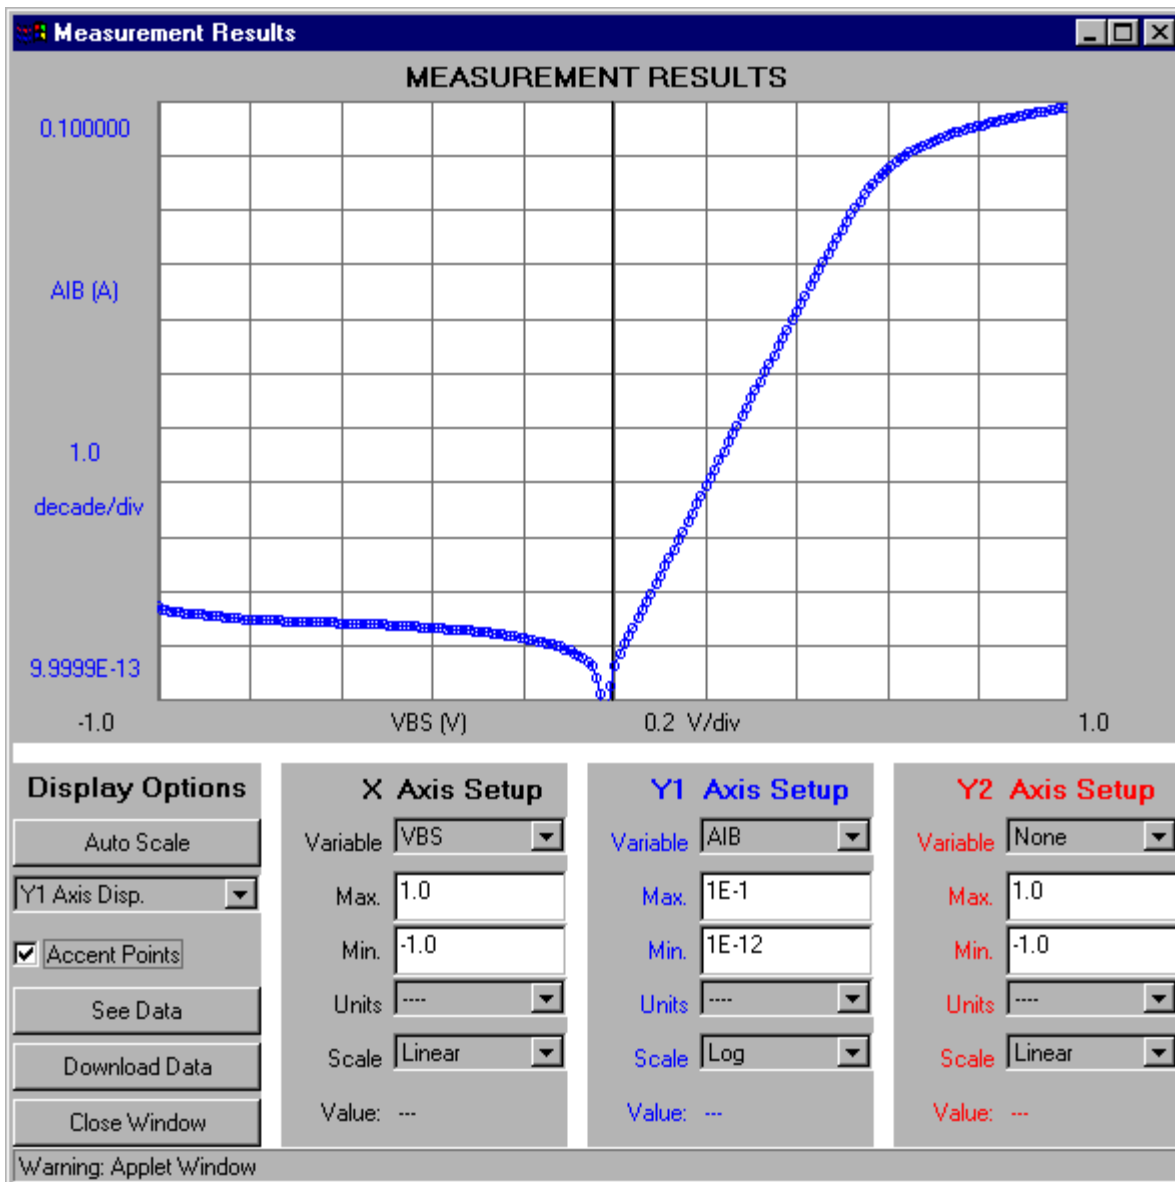 Measurement Results
MEASUREMENT RESULTS
0.100000
AIB (A)
1.0
decade/div
9.9999E-13
-1.0 VBS (V) 0.2 V/div 1.0
Display Options
Auto Scale
Y1 Axis Disp.
Accent Points
See Data
Download Data
Close Window
X Axis Setup
Variable VBS
Max. 1.0
Min. -1.0
Units ----
Scale Linear
Value: ---
Y1 Axis Setup
Variable AIB
Max. 1E-1
Min. 1E-12
Units ----
Scale Log
Value: ---
Y2 Axis Setup
Variable None
Max. 1.0
Min. -1.0
Units ----
Scale Linear
Value: ---
Warning: Applet Window